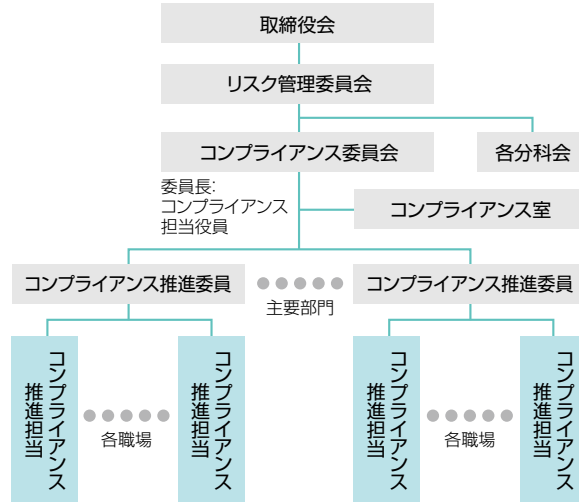 取締役会
リスク管理委員会
コンプライアンス委員会
各分科会
委員長:
コンプライアンス
担当役員
コンプライアンス室
コンプライアンス推進委員
主要部門
コンプライアンス推進委員
コンプライアンス
推進担当
各職場
コンプライアンス
推進担当
コンプライアンス
推進担当
各職場
コンプライアンス
推進担当